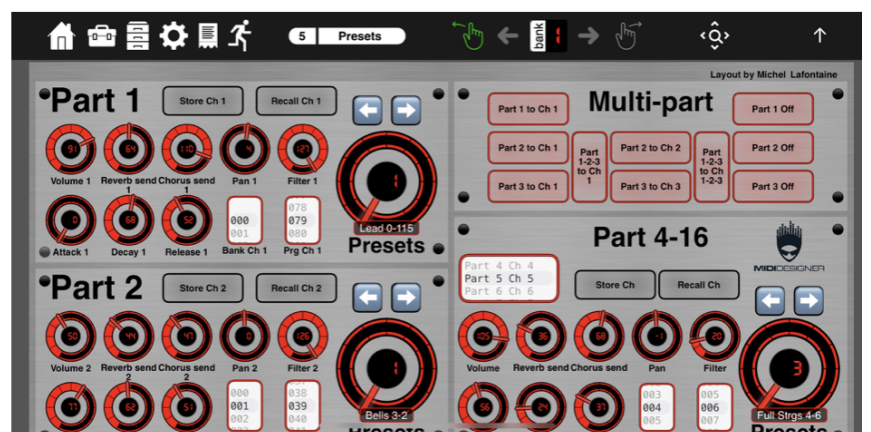 5 Presets
bank 1
Layout by Michel Lafontaine
Part 1
Store Ch 1
Recall Ch 1
91
64
110
4
127
Volume 1
Reverb send 1
Chorus send 1
Pan 1
Filter 1
0
68
52
000
001
078
079
080
Attack 1
Decay 1
Release 1
Bank Ch 1
Prg Ch 1
1
Lead 0-115
Presets
Multi-part
Part 1 to Ch 1
Part 1 Off
Part 2 to Ch 1
Part 1-2-3 to Ch 1
Part 2 to Ch 2
Part 1-2-3 to Ch 1-2-3
Part 2 Off
Part 3 to Ch 1
Part 3 to Ch 3
Part 3 Off
Part 2
Store Ch 2
Recall Ch 2
50
44
47
0
126
Volume 2
Reverb send 2
Chorus send 2
Pan 2
Filter 2
77
62
51
000
001
002
038
039
040
1
Bells 3-2
Presets
Part 4-16
MIDIDESIGNER
Part 4 Ch 4
Part 5 Ch 5
Part 6 Ch 6
Store Ch
Recall Ch
105
36
68
-1
20
Volume
Reverb send
Chorus send
Pan
Filter
56
24
37
003
004
005
005
006
007
3
Full Strgs 4-6
Presets